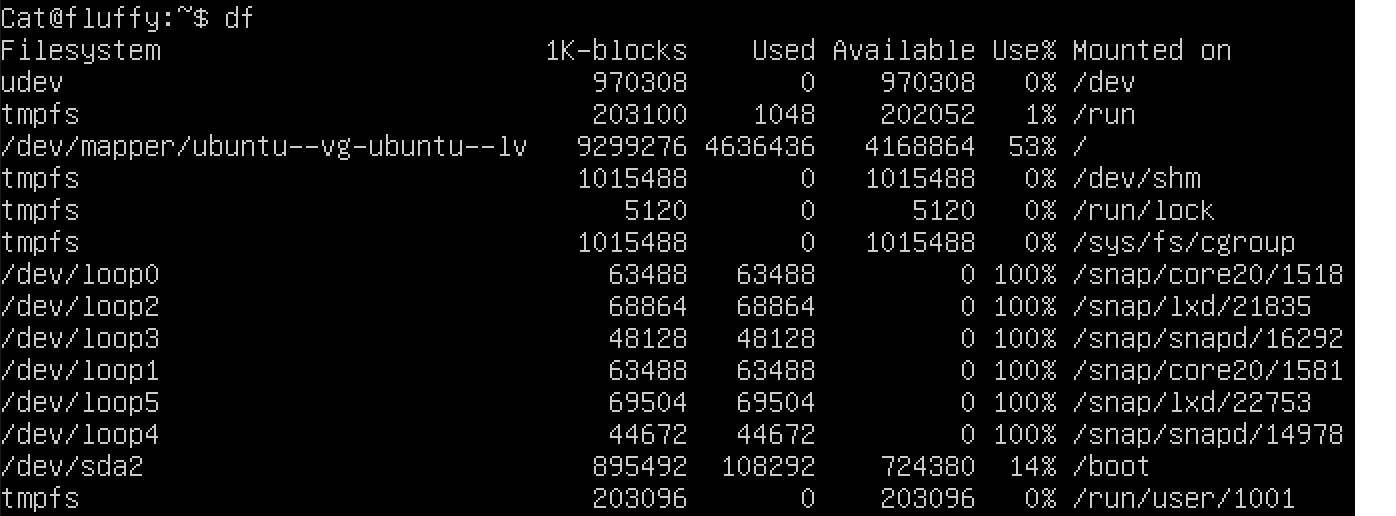 Cat@fluffy:~$ df
Filesystem 1K-blocks Used Available Use% Mounted on
udev 970308 0 970308 0% /dev
tmpfs 203100 1048 202052 1% /run
/dev/mapper/ubuntu--vg-ubuntu--lv 9299276 4636436 4168864 53% /
tmpfs 1015488 0 1015488 0% /dev/shm
tmpfs 5120 0 5120 0% /run/lock
tmpfs 1015488 0 1015488 0% /sys/fs/cgroup
/dev/loop0 63488 63488 0 100% /snap/core20/1518
/dev/loop2 68864 68864 0 100% /snap/lxd/21835
/dev/loop3 48128 48128 0 100% /snap/snapd/16292
/dev/loop1 63488 63488 0 100% /snap/core20/1581
/dev/loop5 69504 69504 0 100% /snap/lxd/22753
/dev/loop4 44672 44672 0 100% /snap/snapd/14978
/dev/sda2 895492 108292 724380 14% /boot
tmpfs 203096 0 203096 0% /run/user/1001